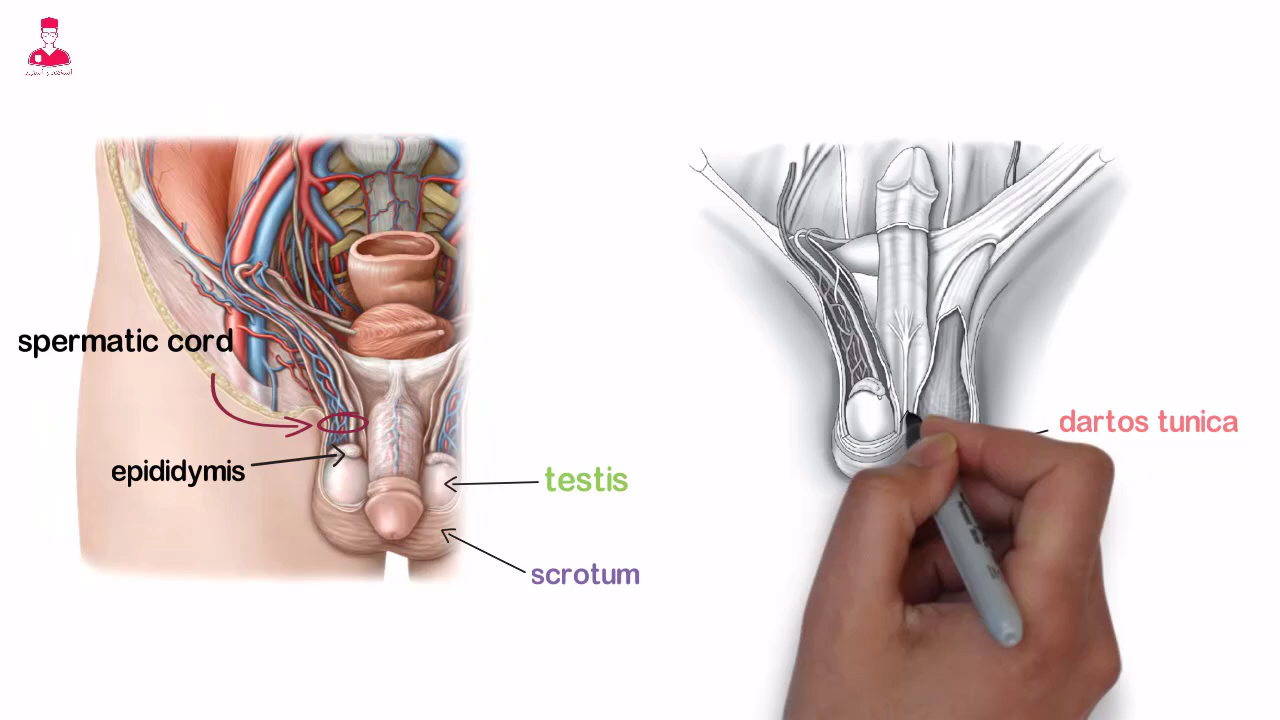 spermatic cord
epididymis
testis
scrotum
dartos tunica